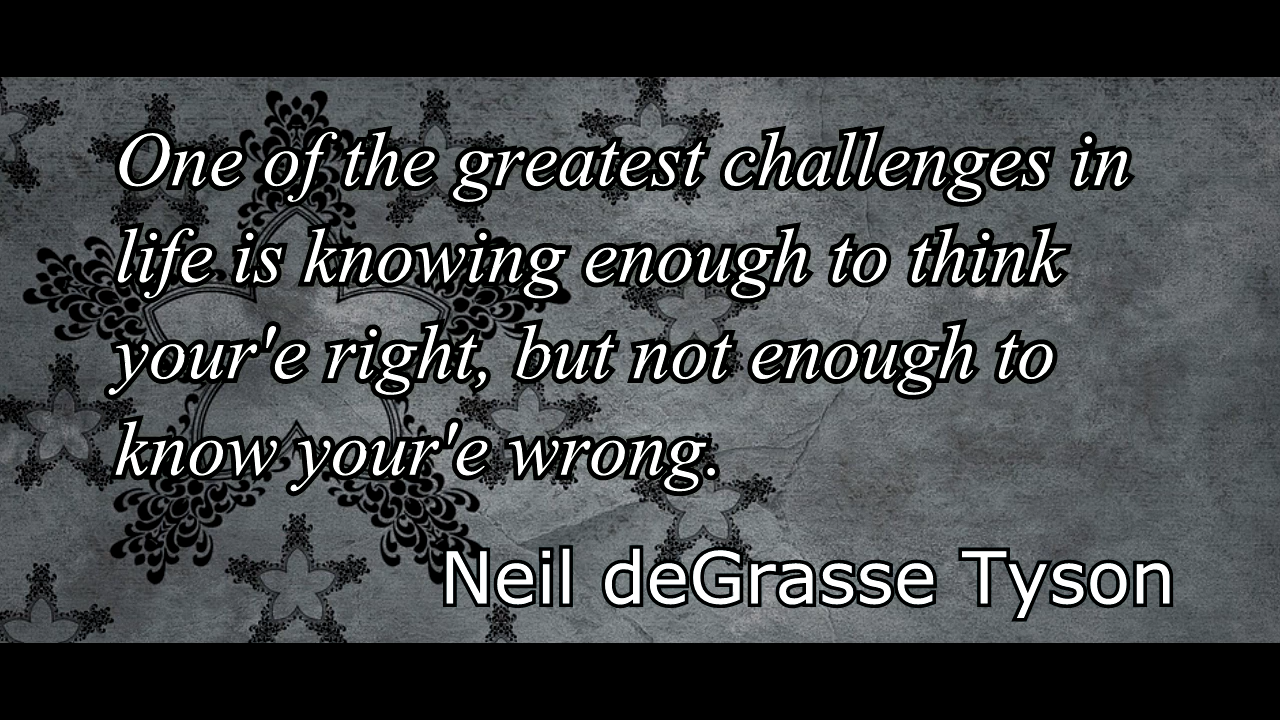 One of the greatest challenges in
life is knowing enough to think
your'e right, but not enough to
know your'e wrong.
Neil deGrasse Tyson